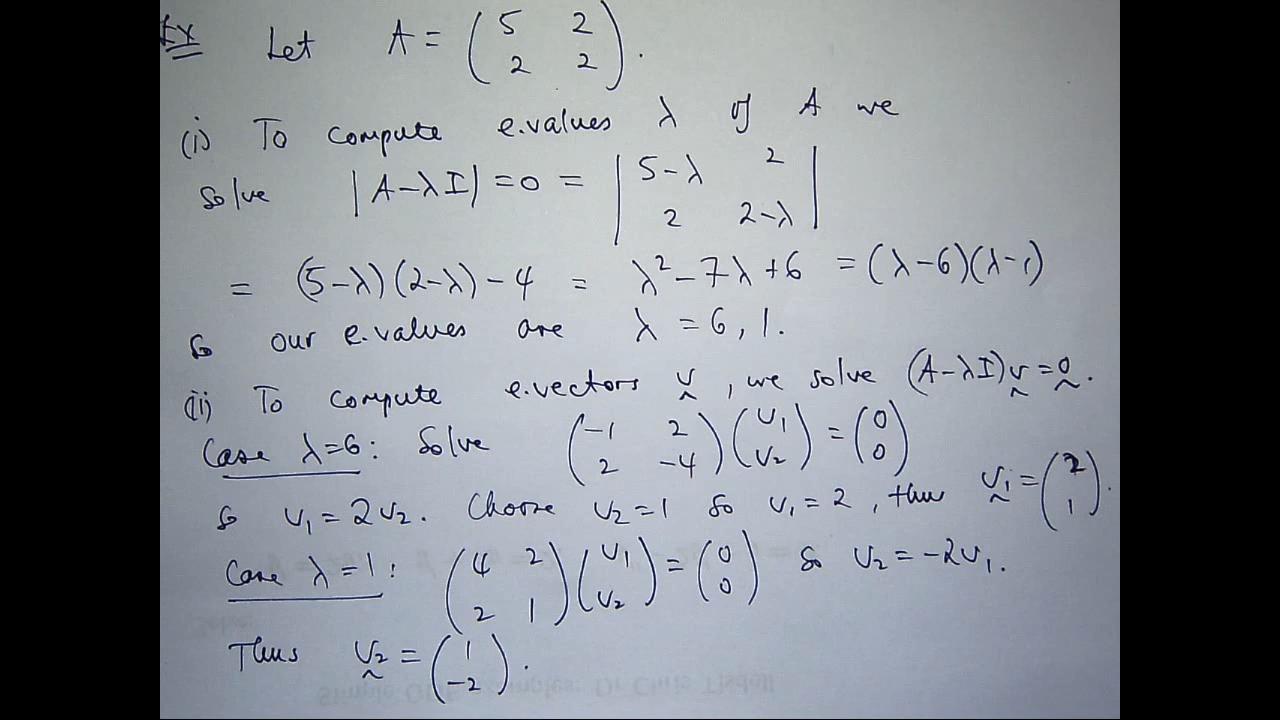 Ex Let A = (5 2; 2 2).
(i) To compute e.values λ of A we
solve |A-λI| = 0 = |5-λ 2; 2 2-λ|
= (5-λ)(2-λ) - 4 = λ² - 7λ + 6 = (λ-6)(λ-1)
so our e.values are λ = 6, 1.
(ii) To compute e.vectors v, we solve (A-λI)v = 0.
Case λ=6: Solve (-1 2; 2 -4)(v₁; v₂) = (0; 0)
so v₁ = 2v₂. Choose v₂=1 so v₁=2, thus v₁ = (2; 1).
Case λ=1: (4 2; 2 1)(v₁; v₂) = (0; 0) so v₂ = -2v₁.
Thus v₂ = (1; -2).